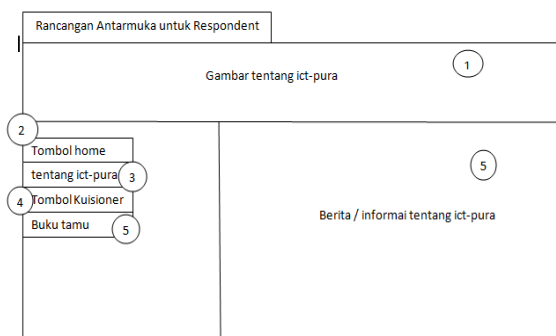 Rancangan Antarmuka untuk Respondent
1
Gambar tentang ict-pura
2
Tombol home
5
tentang ict-pura
3
4
Tombol Kuisioner
Berita / informai tentang ict-pura
Buku tamu
5